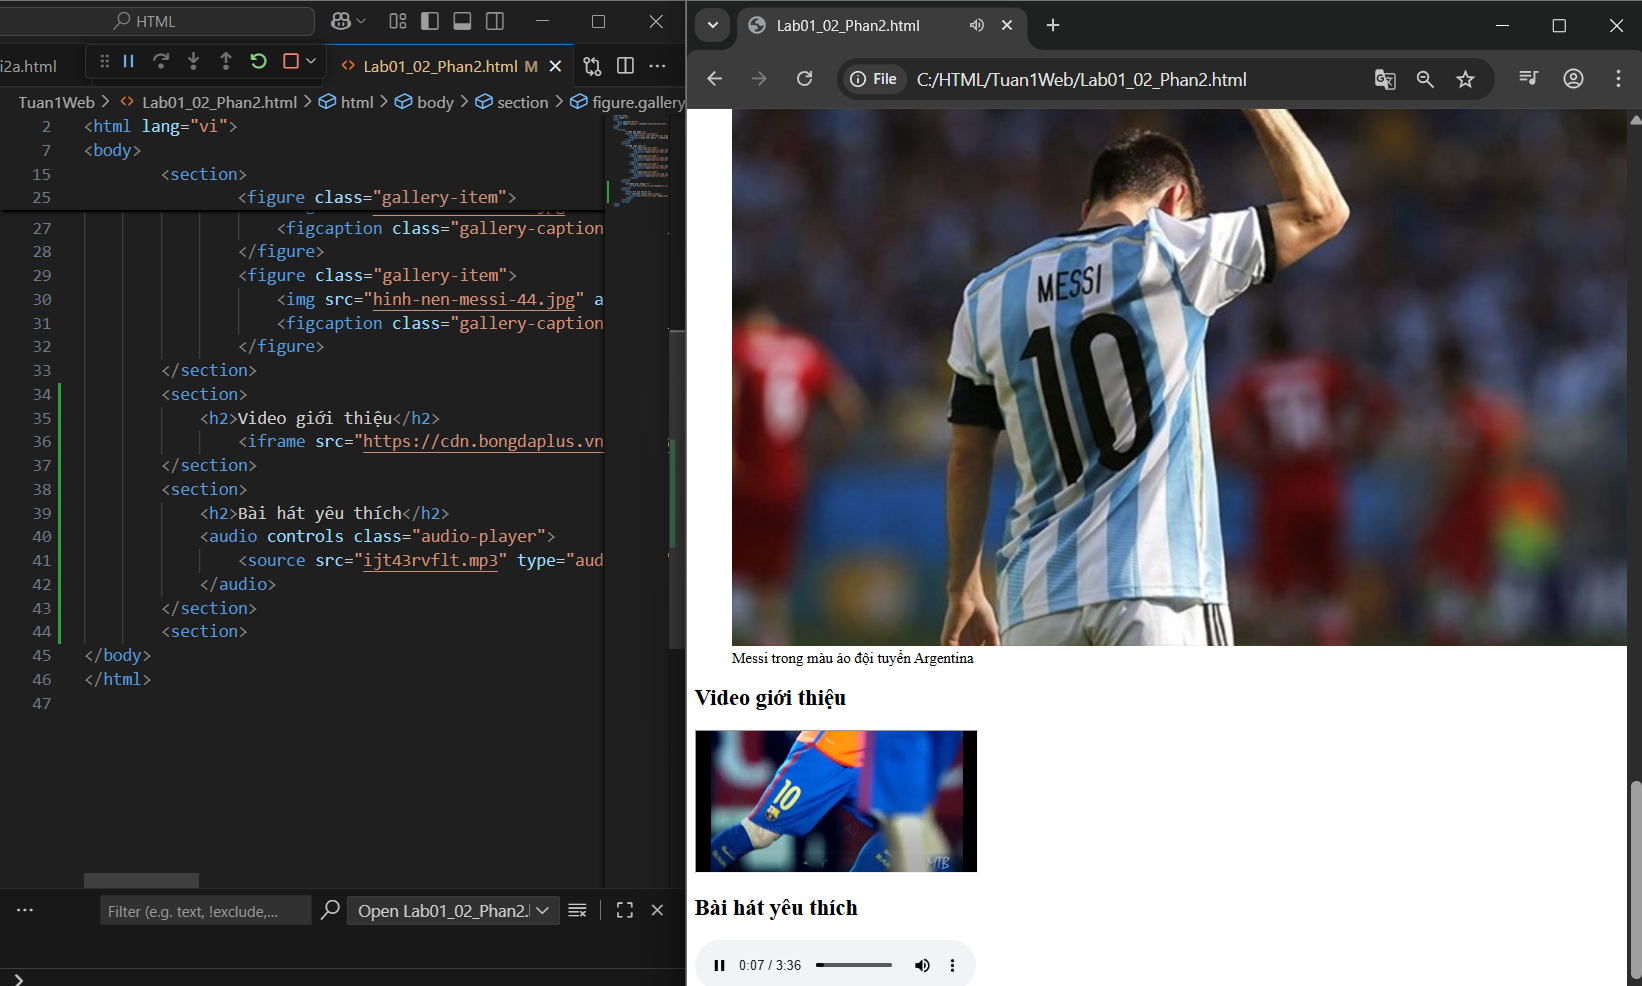 HTML
i2a.html
<> Lab01_02_Phan2.html M
Tuan1Web > <> Lab01_02_Phan2.html > html > body > section > figure.gallery
2 <html lang="vi">
7 <body>
15 <section>
25 <figure class="gallery-item">
27 <figcaption class="gallery-caption
28 </figure>
29 <figure class="gallery-item">
30 <img src="hinh-nen-messi-44.jpg" a
31 <figcaption class="gallery-caption
32 </figure>
33 </section>
34 <section>
35 <h2>Video giới thiệu</h2>
36 <iframe src="https://cdn.bongdaplus.vn
37 </section>
38 <section>
39 <h2>Bài hát yêu thích</h2>
40 <audio controls class="audio-player">
41 <source src="ijt43rvflt.mp3" type="aud
42 </audio>
43 </section>
44 <section>
45 </body>
46 </html>
47
Filter (e.g. text, !exclude,...
Open Lab01_02_Phan2.
Lab01_02_Phan2.html
File C:/HTML/Tuan1Web/Lab01_02_Phan2.html
MESSI
10
Messi trong màu áo đội tuyển Argentina
Video giới thiệu
10
MTB
Bài hát yêu thích
0:07 / 3:36